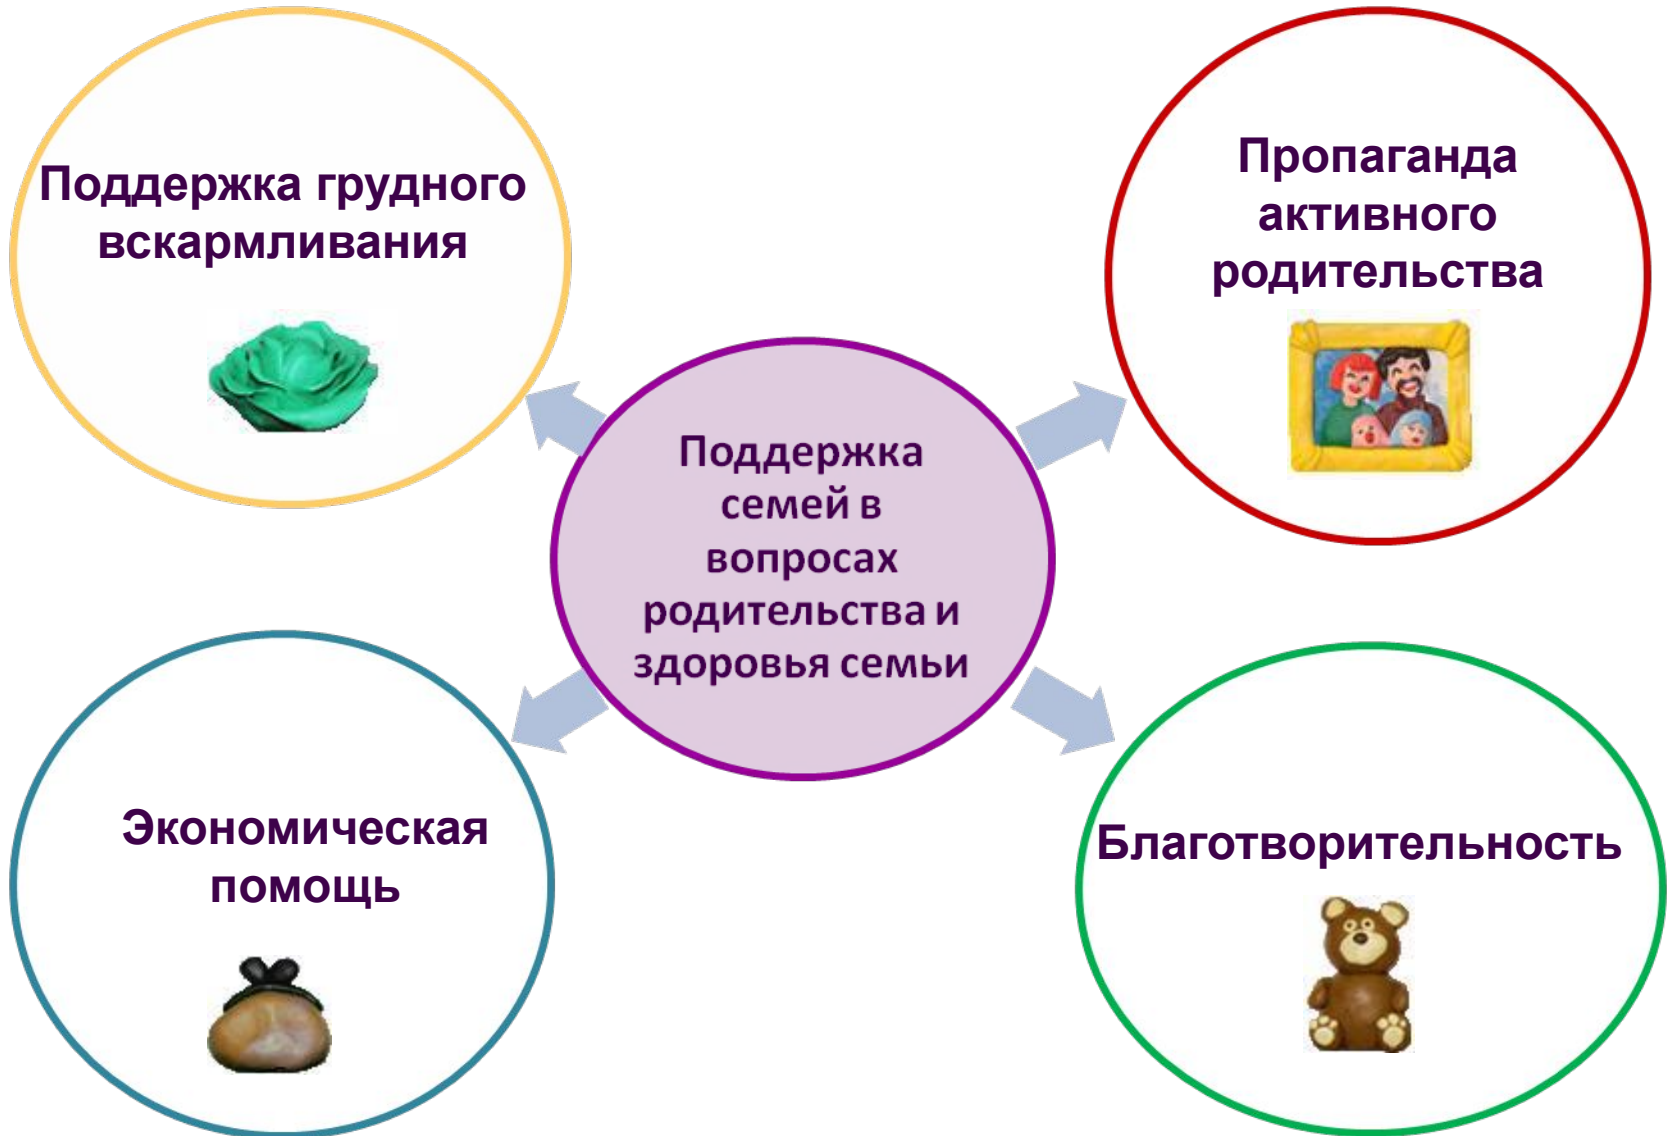 Поддержка грудного
вскармливания
Пропаганда
активного
родительства
Поддержка
семей в
вопросах
родительства и
здоровья семьи
Экономическая
помощь
Благотворительность